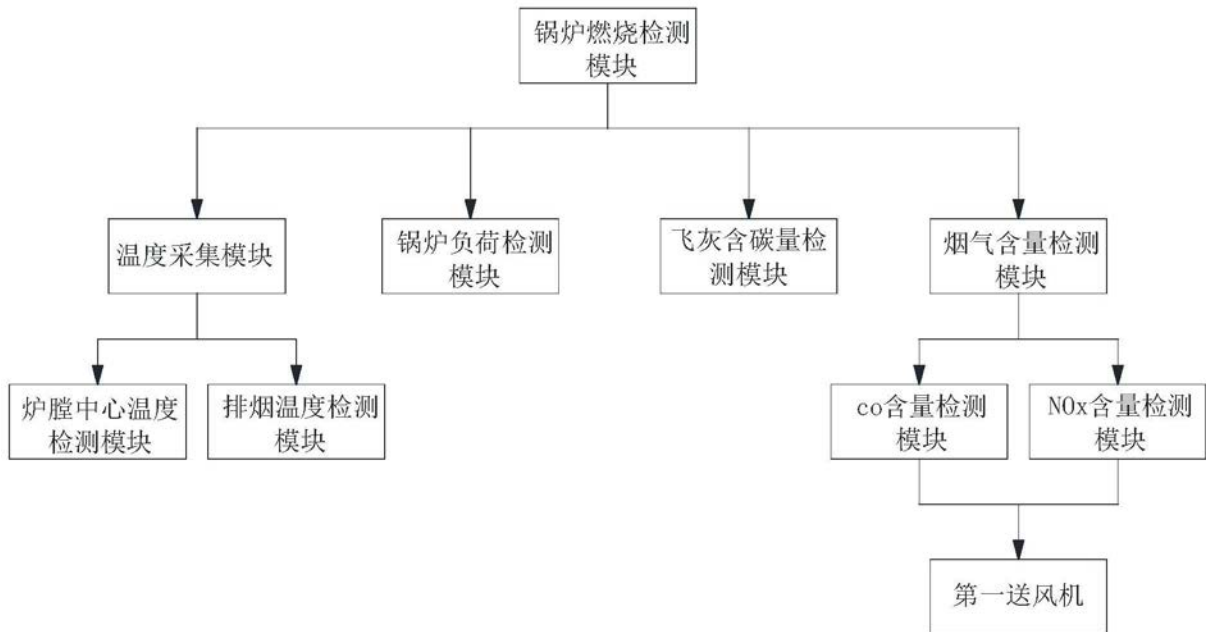 锅炉燃烧检测
模块
温度采集模块
锅炉负荷检测
模块
飞灰含碳量检
测模块
烟气含量检测
模块
炉膛中心温度
检测模块
排烟温度检测
模块
co含量检测
模块
NOx含量检测
模块
第一送风机